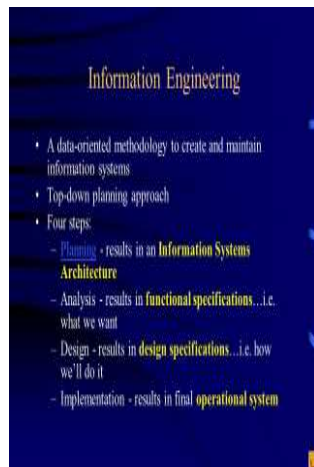 Information Engineering
• A data-oriented methodology to create and maintain
information systems
• Top-down planning approach
• Four steps:
– Planning - results in an Information Systems
Architecture
– Analysis - results in functional specifications…i.e.
what we want
– Design - results in design specifications…i.e. how
we'll do it
– Implementation - results in final operational system